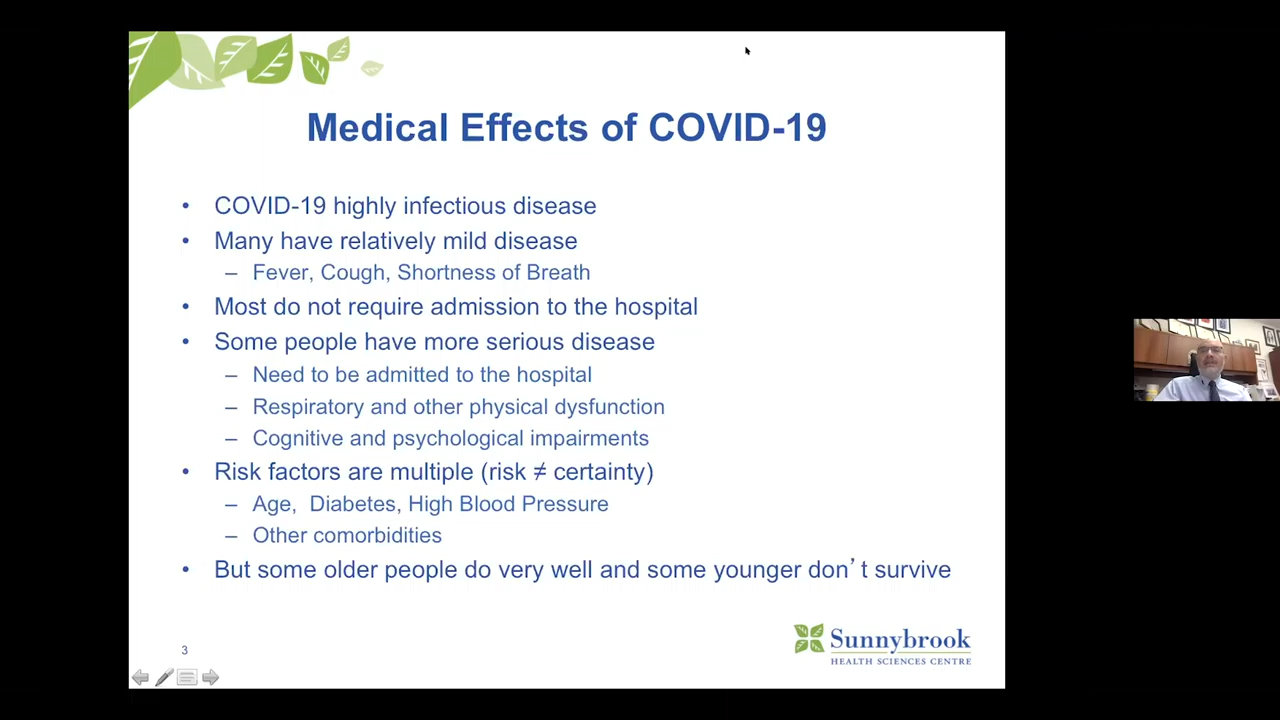 Medical Effects of COVID-19
• COVID-19 highly infectious disease
• Many have relatively mild disease
– Fever, Cough, Shortness of Breath
• Most do not require admission to the hospital
• Some people have more serious disease
– Need to be admitted to the hospital
– Respiratory and other physical dysfunction
– Cognitive and psychological impairments
• Risk factors are multiple (risk ≠ certainty)
– Age,  Diabetes, High Blood Pressure
– Other comorbidities
• But some older people do very well and some younger don’t survive
3
Sunnybrook
HEALTH SCIENCES CENTRE